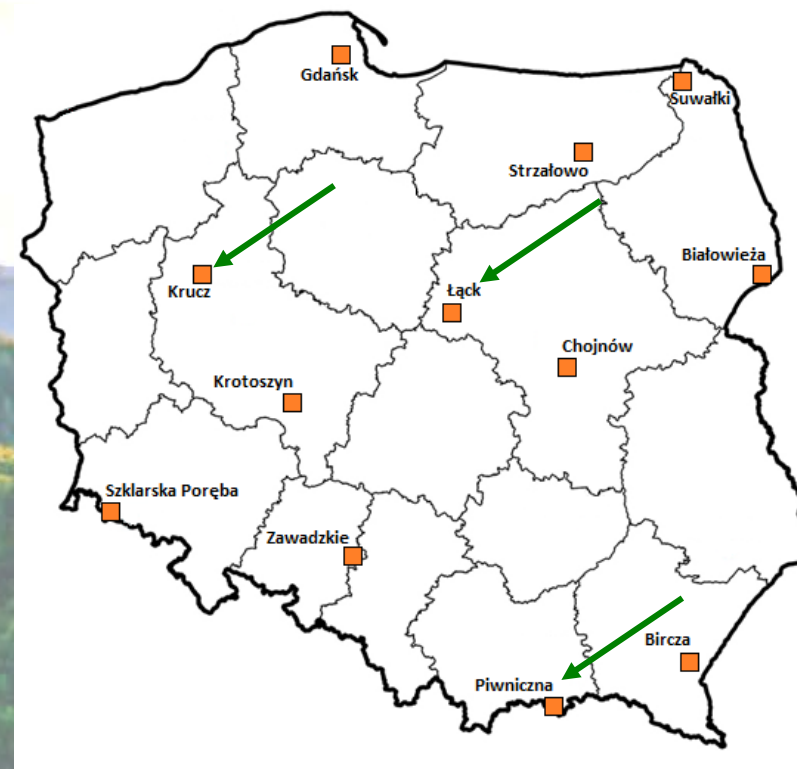 Gdańsk
Suwałki
Strzałowo
Białowieża
Krucz
Łąck
Chojnów
Krotoszyn
Szklarska Poręba
Zawadzkie
Bircza
Piwniczna